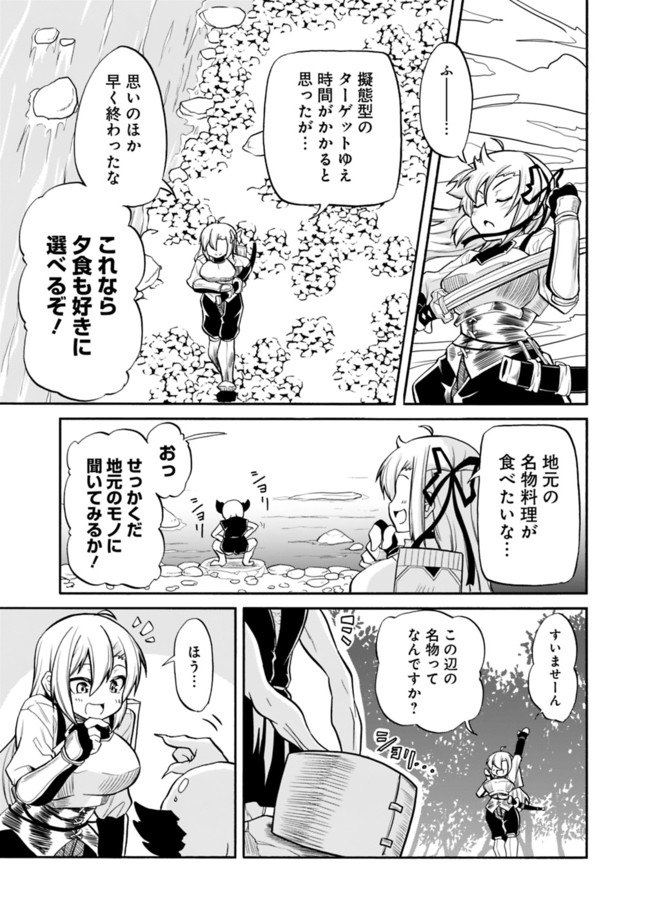 ふーー…
擬態型の
ターゲットゆえ
時間がかかると
思ったが…
思いのほか
早く終わったな
これなら
夕食も好きに
選べるぞ！
地元の
名物料理が
食べたいな…
おっ
せっかくだ
地元のモノに
聞いてみるか！
ショリ
ショリ
すいませーん
この辺の
名物って
なんですか？
ショリ…
ほう…